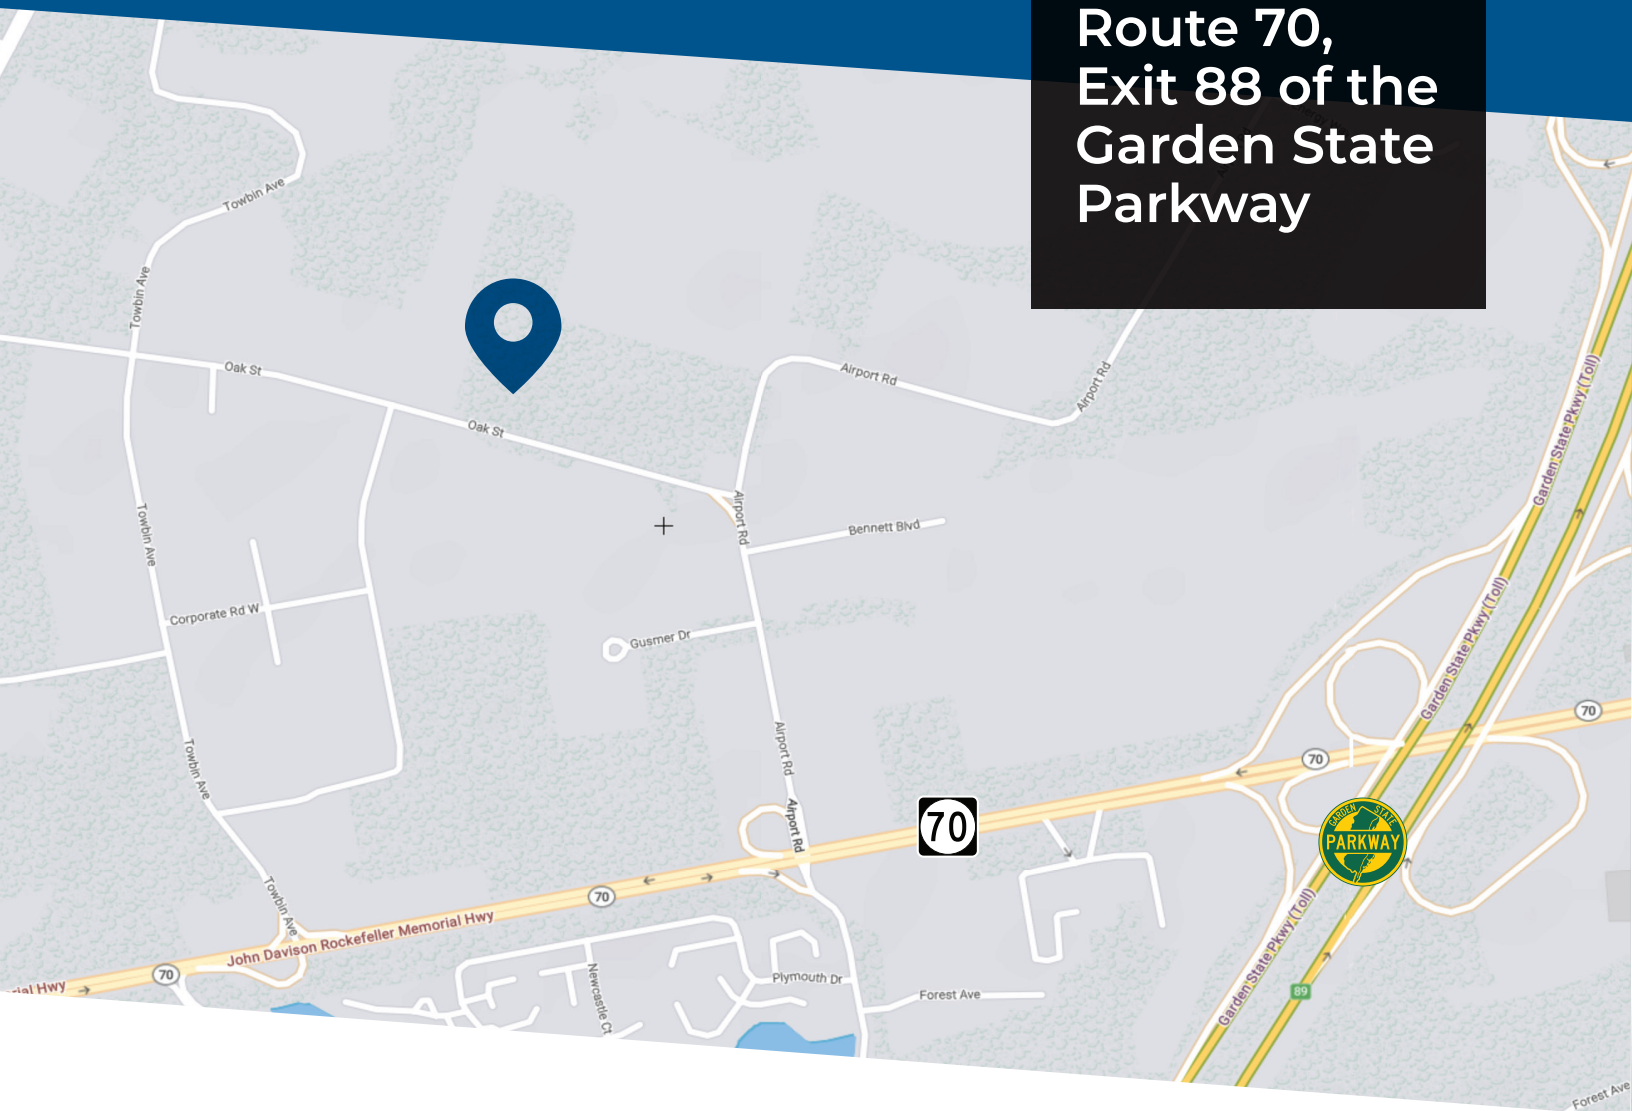 Route 70,
Exit 88 of the
Garden State
Parkway
Towbin Ave
Towbin Ave
Oak St
Oak St
Airport Rd
Airport Rd
Garden State Pkwy (Toll)
Airport Rd
Bennett Blvd
Towbin Ave
Corporate Rd W
Gusmer Dr
Garden State Pkwy (Toll)
70
Airport Rd
Towbin Ave
70
Airport Rd
70
GARDEN STATE
PARKWAY
70
Towbin Ave
John Davison Rockefeller Memorial Hwy
Garden State Pkwy (Toll)
70
rial Hwy
Newcastle Ct
Plymouth Dr
Forest Ave
89
Forest Ave